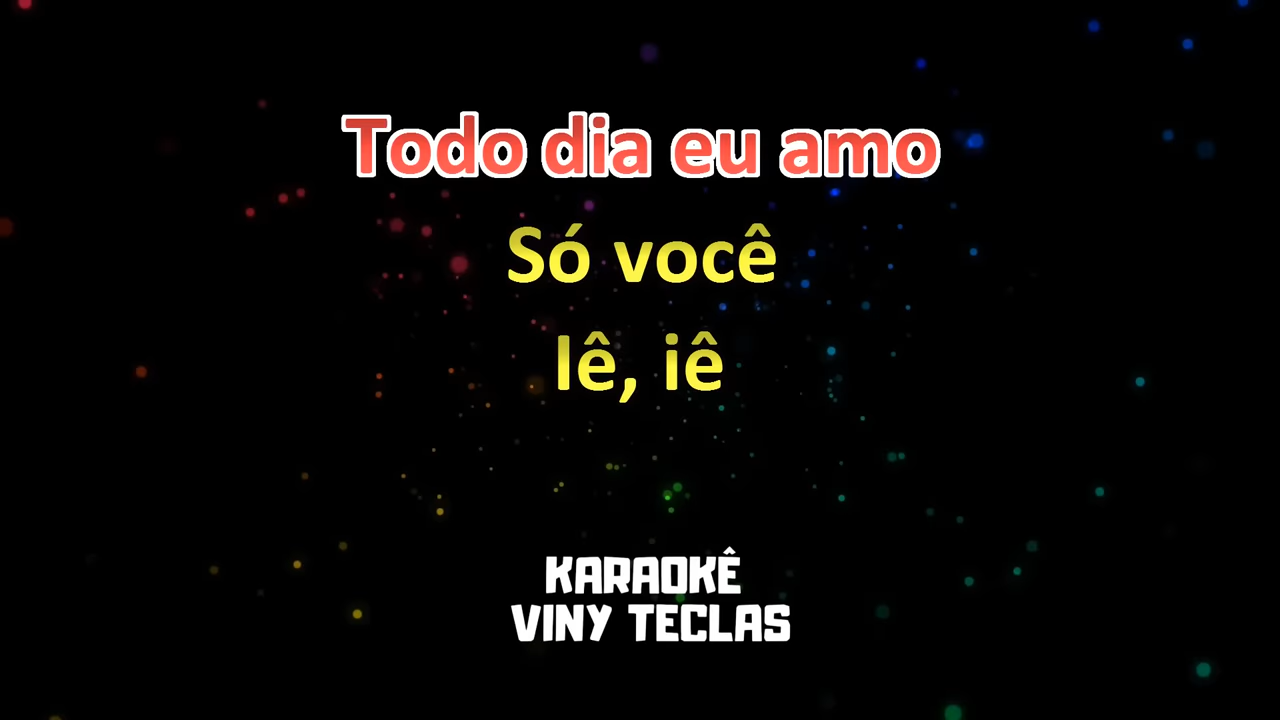 Todo dia eu amo
Só você
Iê, iê
KARAOKÊ
VINY TECLAS